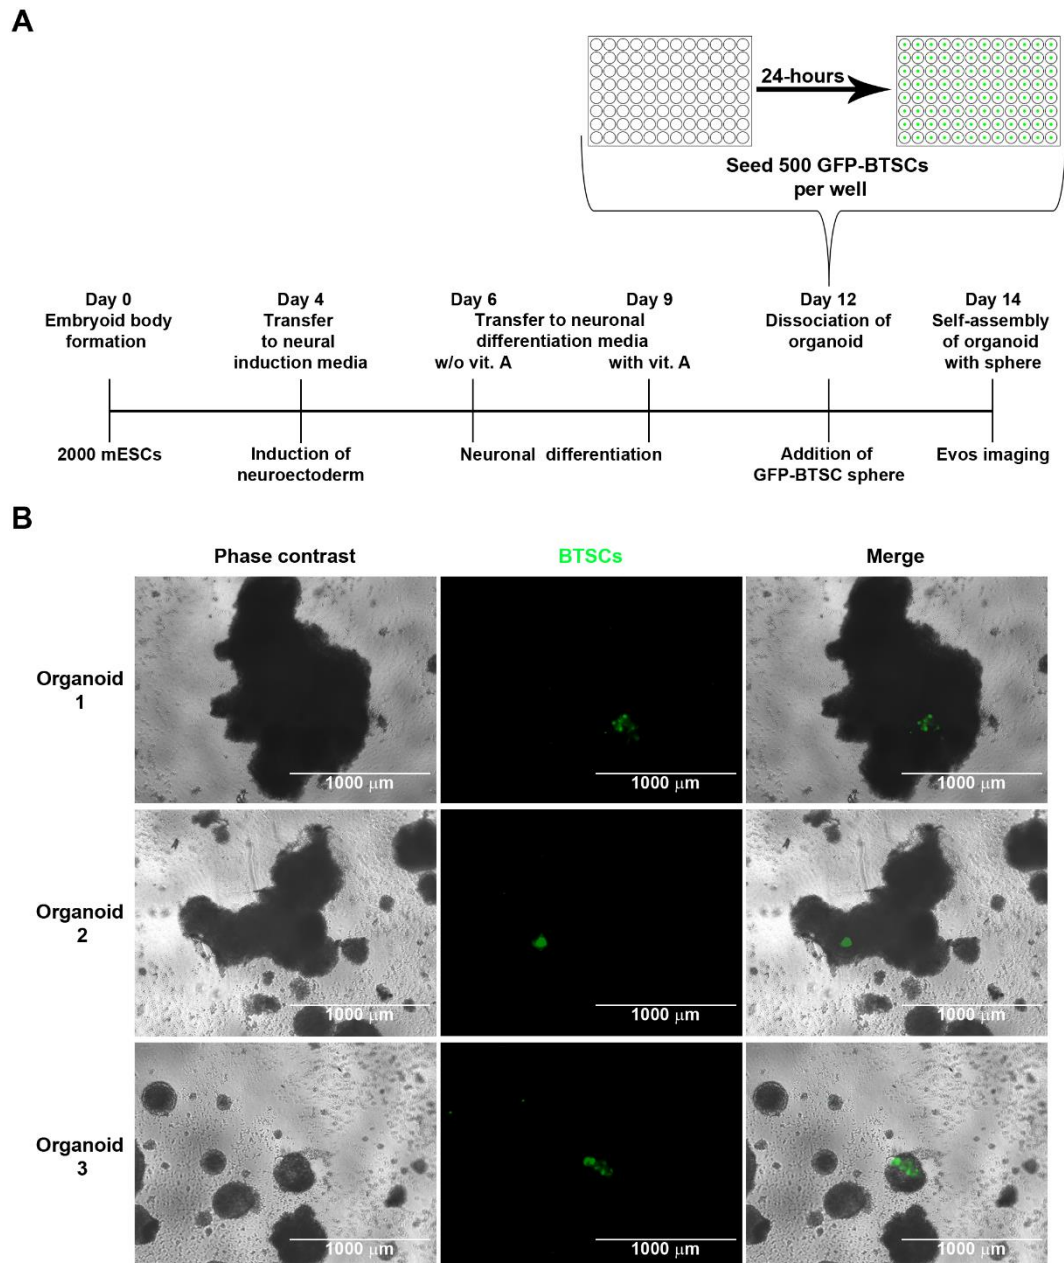 A
24-hours
Seed 500 GFP-BTSCs
per well
Day 0
Embryoid body
formation
Day 4
Transfer
to neural
induction media
Day 6
Day 9
Transfer to neuronal
differentiation media
w/o vit. A
with vit. A
Day 12
Dissociation of
organoid
Day 14
Self-assembly
of organoid
with sphere
2000 mESCs
Induction of
neuroectoderm
Neuronal differentiation
Addition of
GFP-BTSC sphere
Evos imaging
B
Phase contrast
BTSCs
Merge
Organoid
1
1000 μm
1000 μm
1000 μm
Organoid
2
1000 μm
1000 μm
1000 μm
Organoid
3
1000 μm
1000 μm
1000 μm